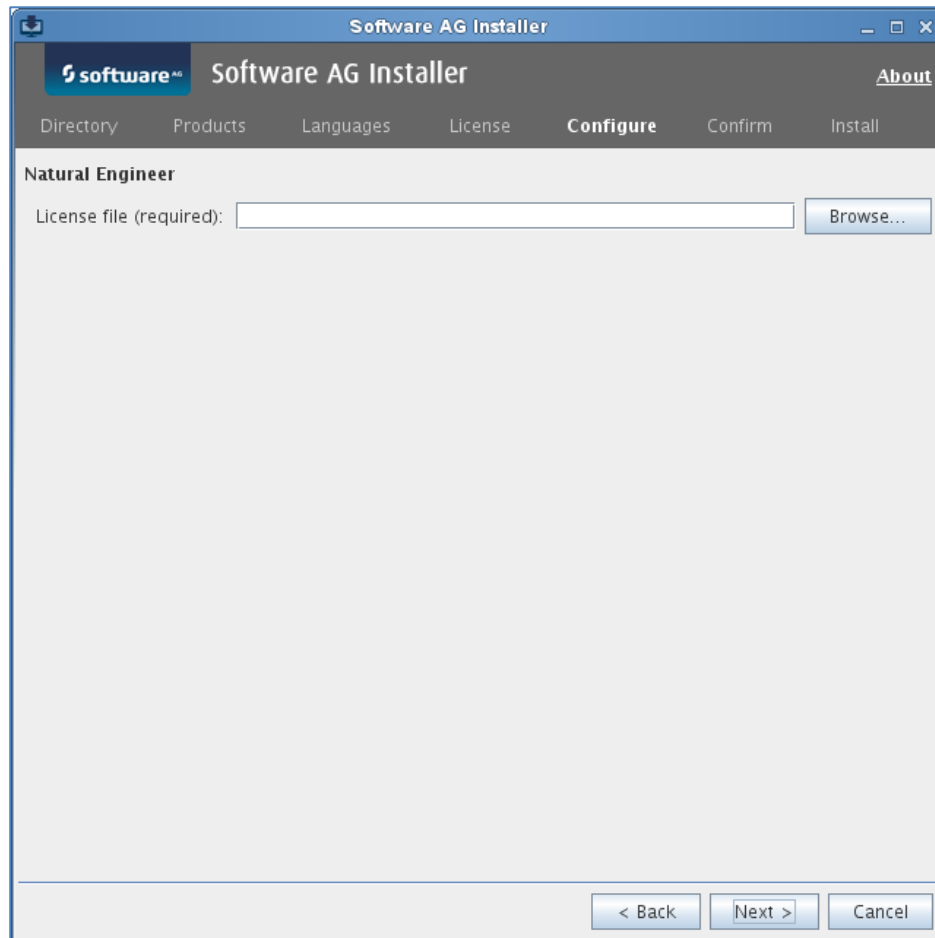 Software AG Installer
software AG Software AG Installer About
Directory Products Languages License Configure Confirm Install
Natural Engineer
License file (required): Browse...
< Back Next > Cancel